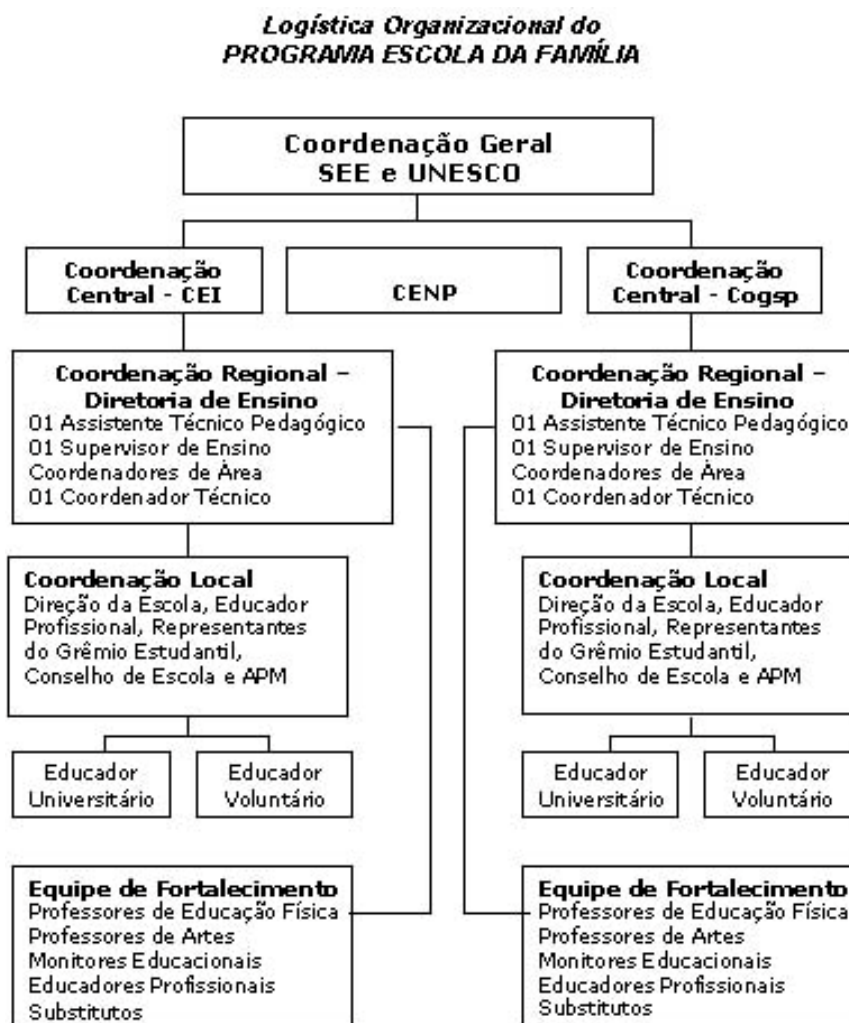 Logística Organizacional do
PROGRAMA ESCOLA DA FAMÍLIA
Coordenação Geral
SEE e UNESCO
Coordenação
Central - CEI
CENP
Coordenação
Central - Cogsp
Coordenação Regional –
Diretoria de Ensino
01 Assistente Técnico Pedagógico
01 Supervisor de Ensino
Coordenadores de Área
01 Coordenador Técnico
Coordenação Regional –
Diretoria de Ensino
01 Assistente Técnico Pedagógico
01 Supervisor de Ensino
Coordenadores de Área
01 Coordenador Técnico
Coordenação Local
Direção da Escola, Educador
Profissional, Representantes
do Grêmio Estudantil,
Conselho de Escola e APM
Coordenação Local
Direção da Escola, Educador
Profissional, Representantes
do Grêmio Estudantil,
Conselho de Escola e APM
Educador
Universitário
Educador
Voluntário
Educador
Universitário
Educador
Voluntário
Equipe de Fortalecimento
Professores de Educação Física
Professores de Artes
Monitores Educacionais
Educadores Profissionais
Substitutos
Equipe de Fortalecimento
Professores de Educação Física
Professores de Artes
Monitores Educacionais
Educadores Profissionais
Substitutos